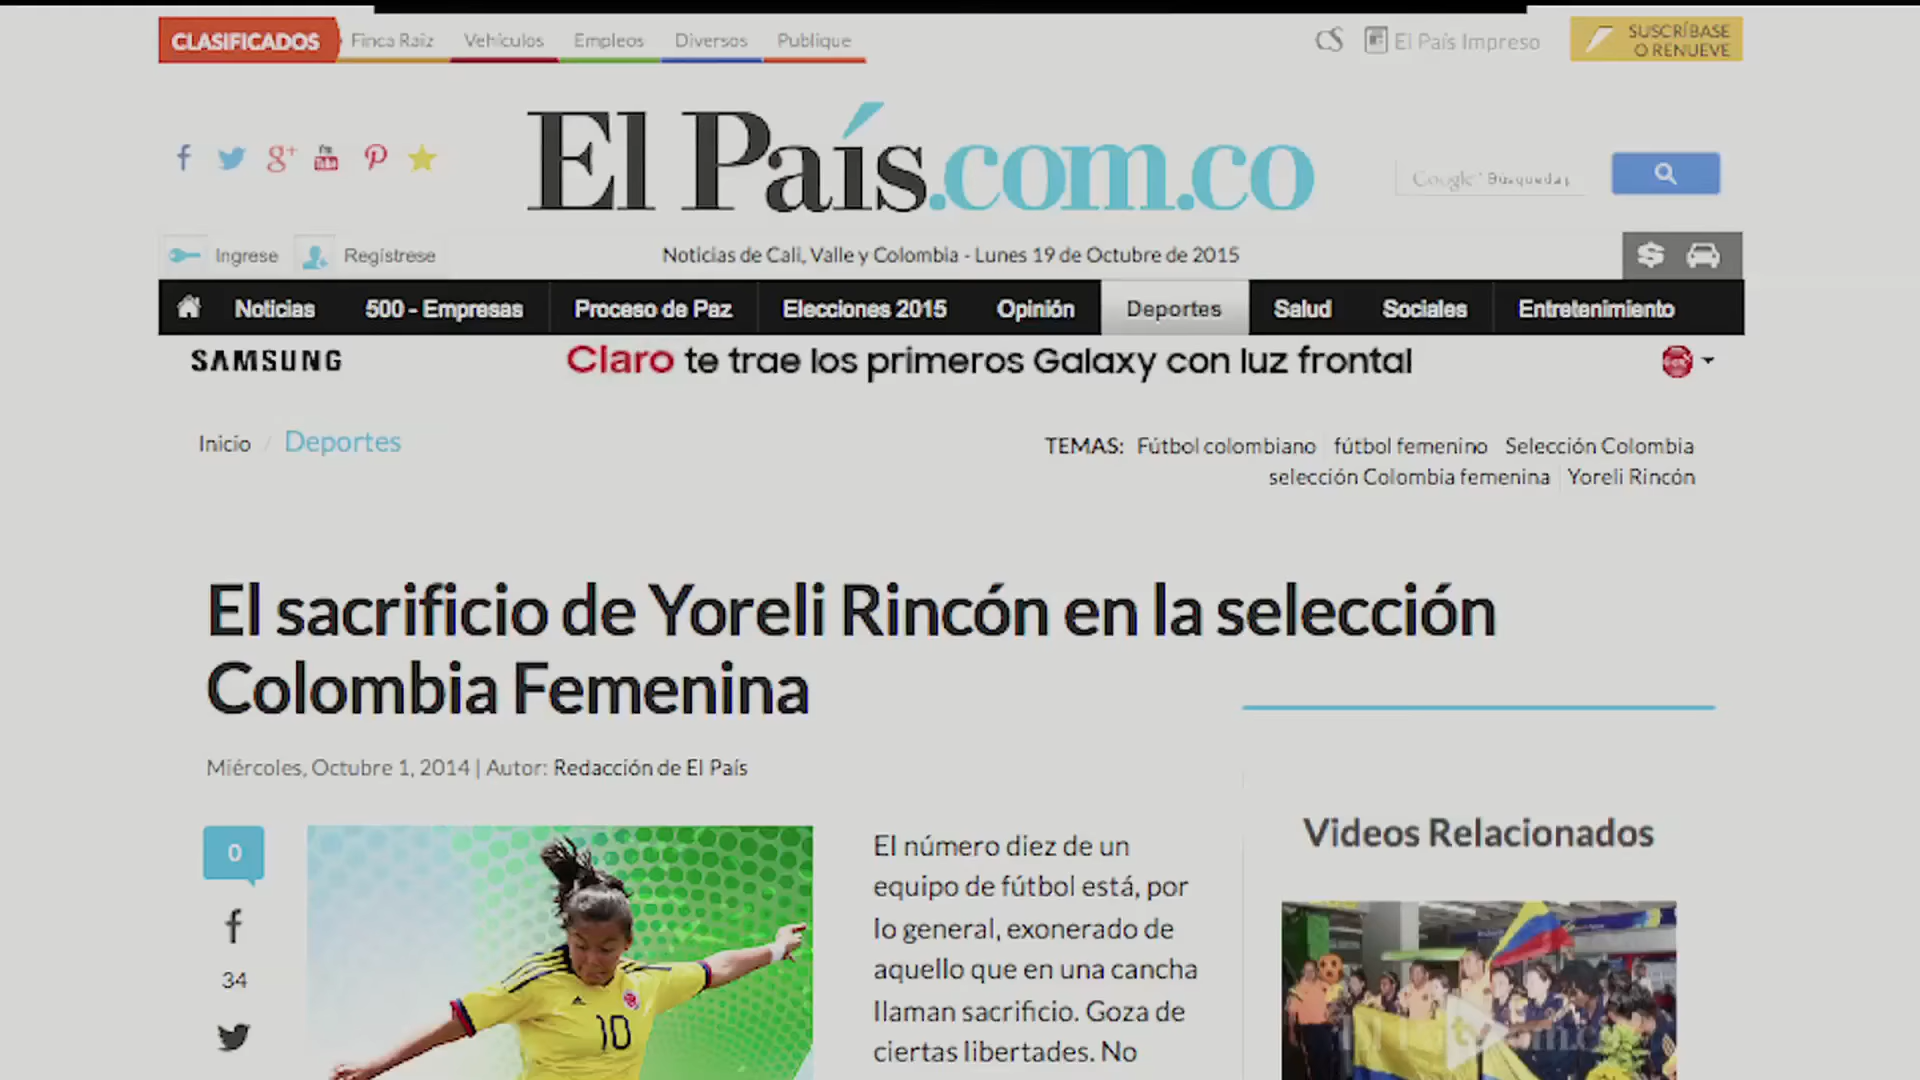 CLASIFICADOS Finca Raiz Vehículos Empleos Diversos Publique
El País Impreso
SUSCRÍBASE
O RENUEVE
El País.com.co
Google Búsqueda
Ingrese Regístrese
Noticias de Cali, Valle y Colombia - Lunes 19 de Octubre de 2015
Noticias 500 - Empresas Proceso de Paz Elecciones 2015 Opinión Deportes Salud Sociales Entretenimiento
SAMSUNG Claro te trae los primeros Galaxy con luz frontal
Inicio / Deportes
TEMAS: Fútbol colombiano fútbol femenino Selección Colombia
selección Colombia femenina Yoreli Rincón
El sacrificio de Yoreli Rincón en la selección
Colombia Femenina
Miércoles, Octubre 1, 2014 | Autor: Redacción de El País
0
34
10
El número diez de un
equipo de fútbol está, por
lo general, exonerado de
aquello que en una cancha
llaman sacrificio. Goza de
ciertas libertades. No
Videos Relacionados